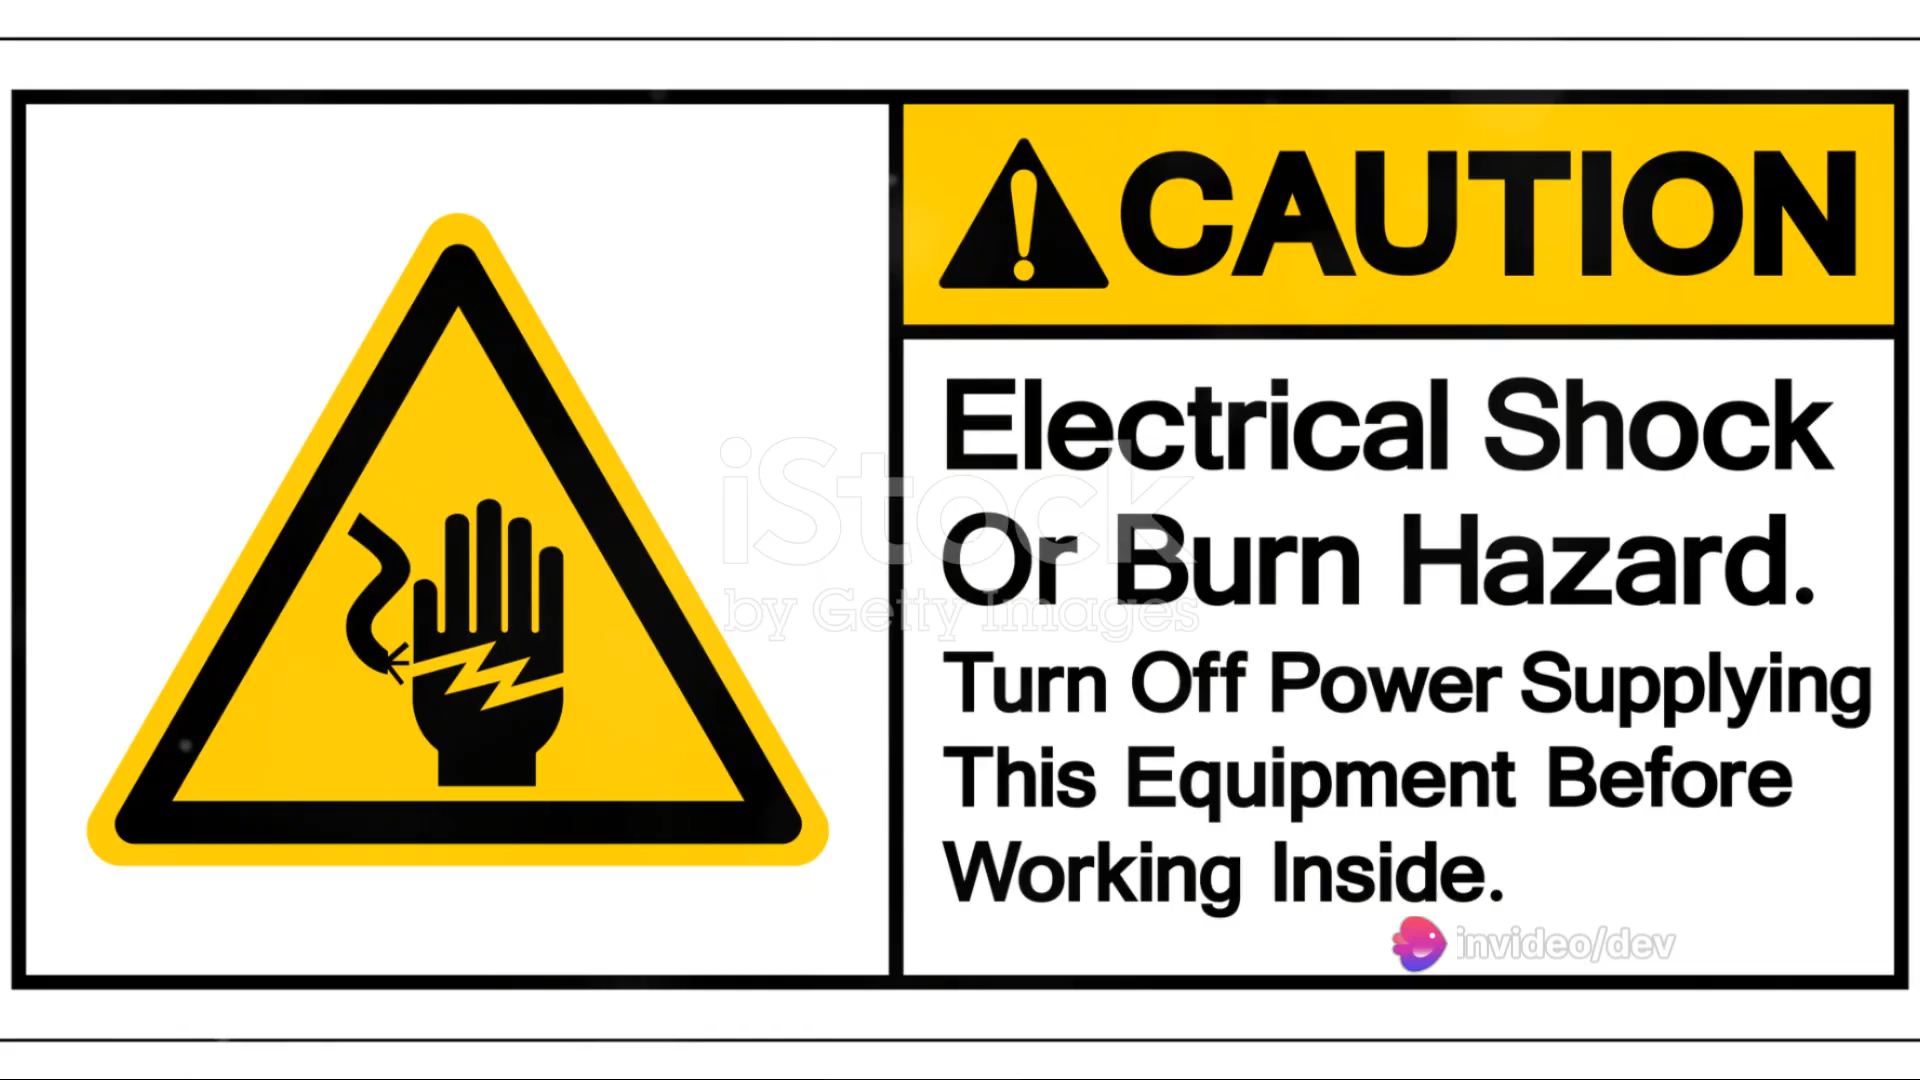 CAUTION
Electrical Shock
Or Burn Hazard.
Turn Off Power Supplying
This Equipment Before
Working Inside.
iStock
by Getty Images
invideo/dev